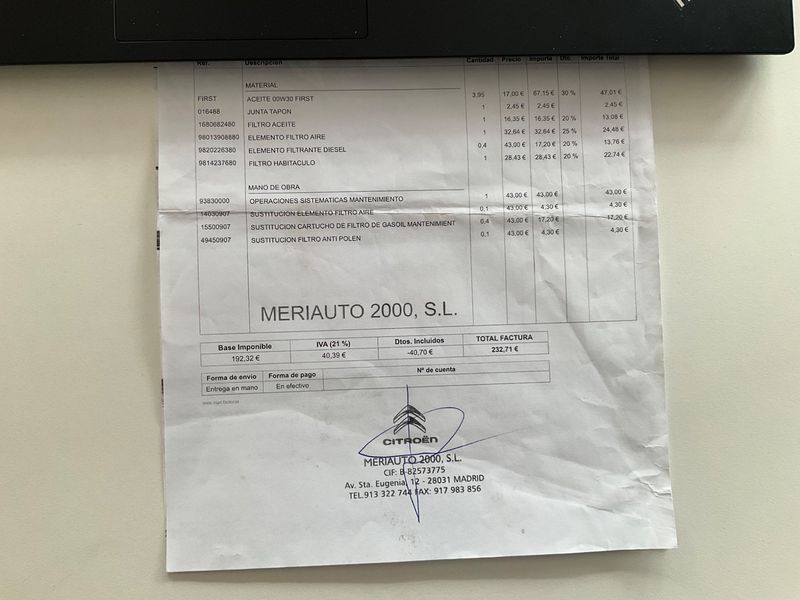 Ref. Descripción Cantidad Precio Importe Dto. Importe Total
MATERIAL
FIRST ACEITE 00W30 FIRST 3,95 17,00 € 67,15 € 30 % 47,01 €
016488 JUNTA TAPON 1 2,45 € 2,45 € 2,45 €
1680682480 FILTRO ACEITE 1 16,35 € 16,35 € 20 % 13,08 €
98013908880 ELEMENTO FILTRO AIRE 1 32,64 € 32,64 € 25 % 24,48 €
9820226380 ELEMENTO FILTRANTE DIESEL 0,4 43,00 € 17,20 € 20 % 13,76 €
9814237680 FILTRO HABITACULO 1 28,43 € 28,43 € 20 % 22,74 €
MANO DE OBRA
93830000 OPERACIONES SISTEMATICAS MANTENIMIENTO 1 43,00 € 43,00 € 43,00 €
14030907 SUSTITUCION ELEMENTO FILTRO AIRE 0,1 43,00 € 4,30 € 4,30 €
15500907 SUSTITUCION CARTUCHO DE FILTRO DE GASOIL MANTENIMIENT 0,4 43,00 € 17,20 € 17,20 €
49450907 SUSTITUCION FILTRO ANTI POLEN 0,1 43,00 € 4,30 € 4,30 €
MERIAUTO 2000, S.L.
Base Imponible IVA (21 %) Dtos. Incluidos TOTAL FACTURA
192,32 € 40,39 € -40,70 € 232,71 €
Forma de envío Forma de pago Nº de cuenta
Entrega en mano En efectivo
CITROËN
MERIAUTO 2000, S.L.
CIF: B-82573775
Av. Sta. Eugenia, 12 - 28031 MADRID
TEL.913 322 744 FAX: 917 983 856